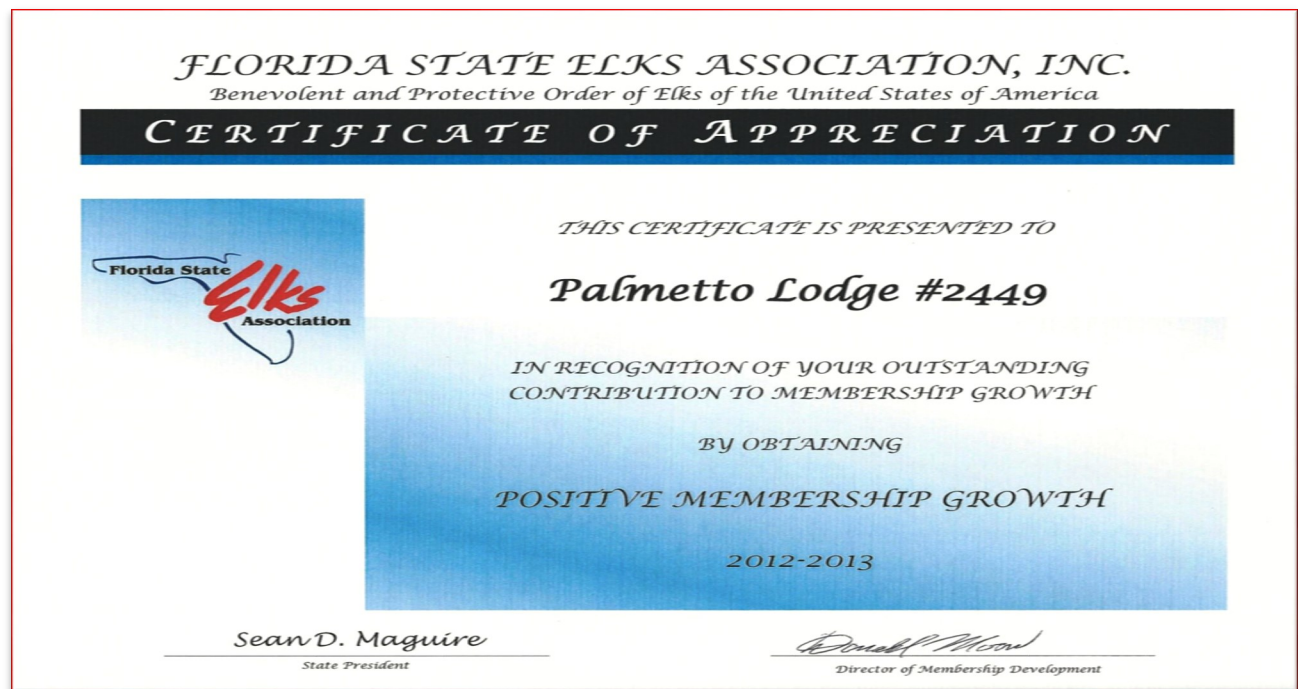 FLORIDA STATE ELKS ASSOCIATION, INC.
Benevolent and Protective Order of Elks of the United States of America
CERTIFICATE OF APPRECIATION
Florida State
Elks
Association
THIS CERTIFICATE IS PRESENTED TO
Palmetto Lodge #2449
IN RECOGNITION OF YOUR OUTSTANDING
CONTRIBUTION TO MEMBERSHIP GROWTH
BY OBTAINING
POSITIVE MEMBERSHIP GROWTH
2012-2013
Sean D. Maguire
State President
Director of Membership Development